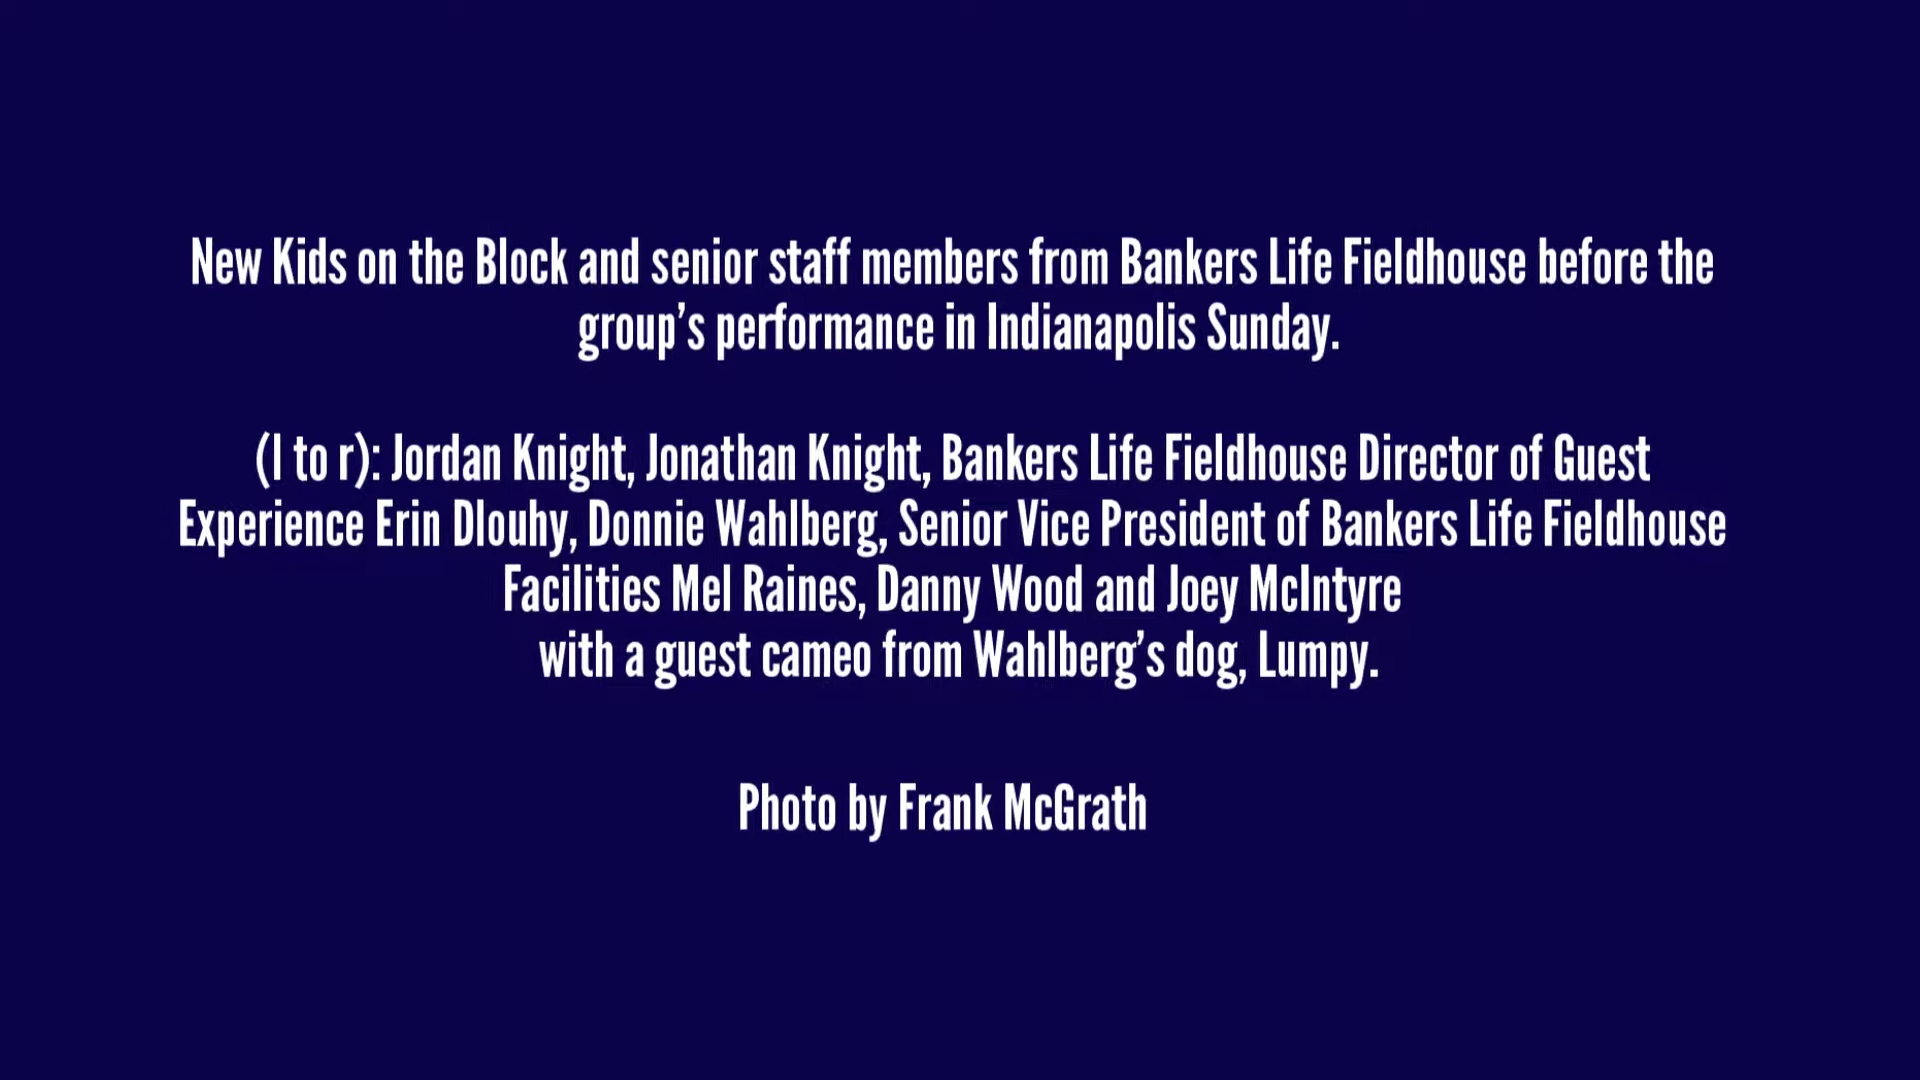 New Kids on the Block and senior staff members from Bankers Life Fieldhouse before the
group’s performance in Indianapolis Sunday.
(l to r): Jordan Knight, Jonathan Knight, Bankers Life Fieldhouse Director of Guest
Experience Erin Dlouhy, Donnie Wahlberg, Senior Vice President of Bankers Life Fieldhouse
Facilities Mel Raines, Danny Wood and Joey McIntyre
with a guest cameo from Wahlberg’s dog, Lumpy.
Photo by Frank McGrath